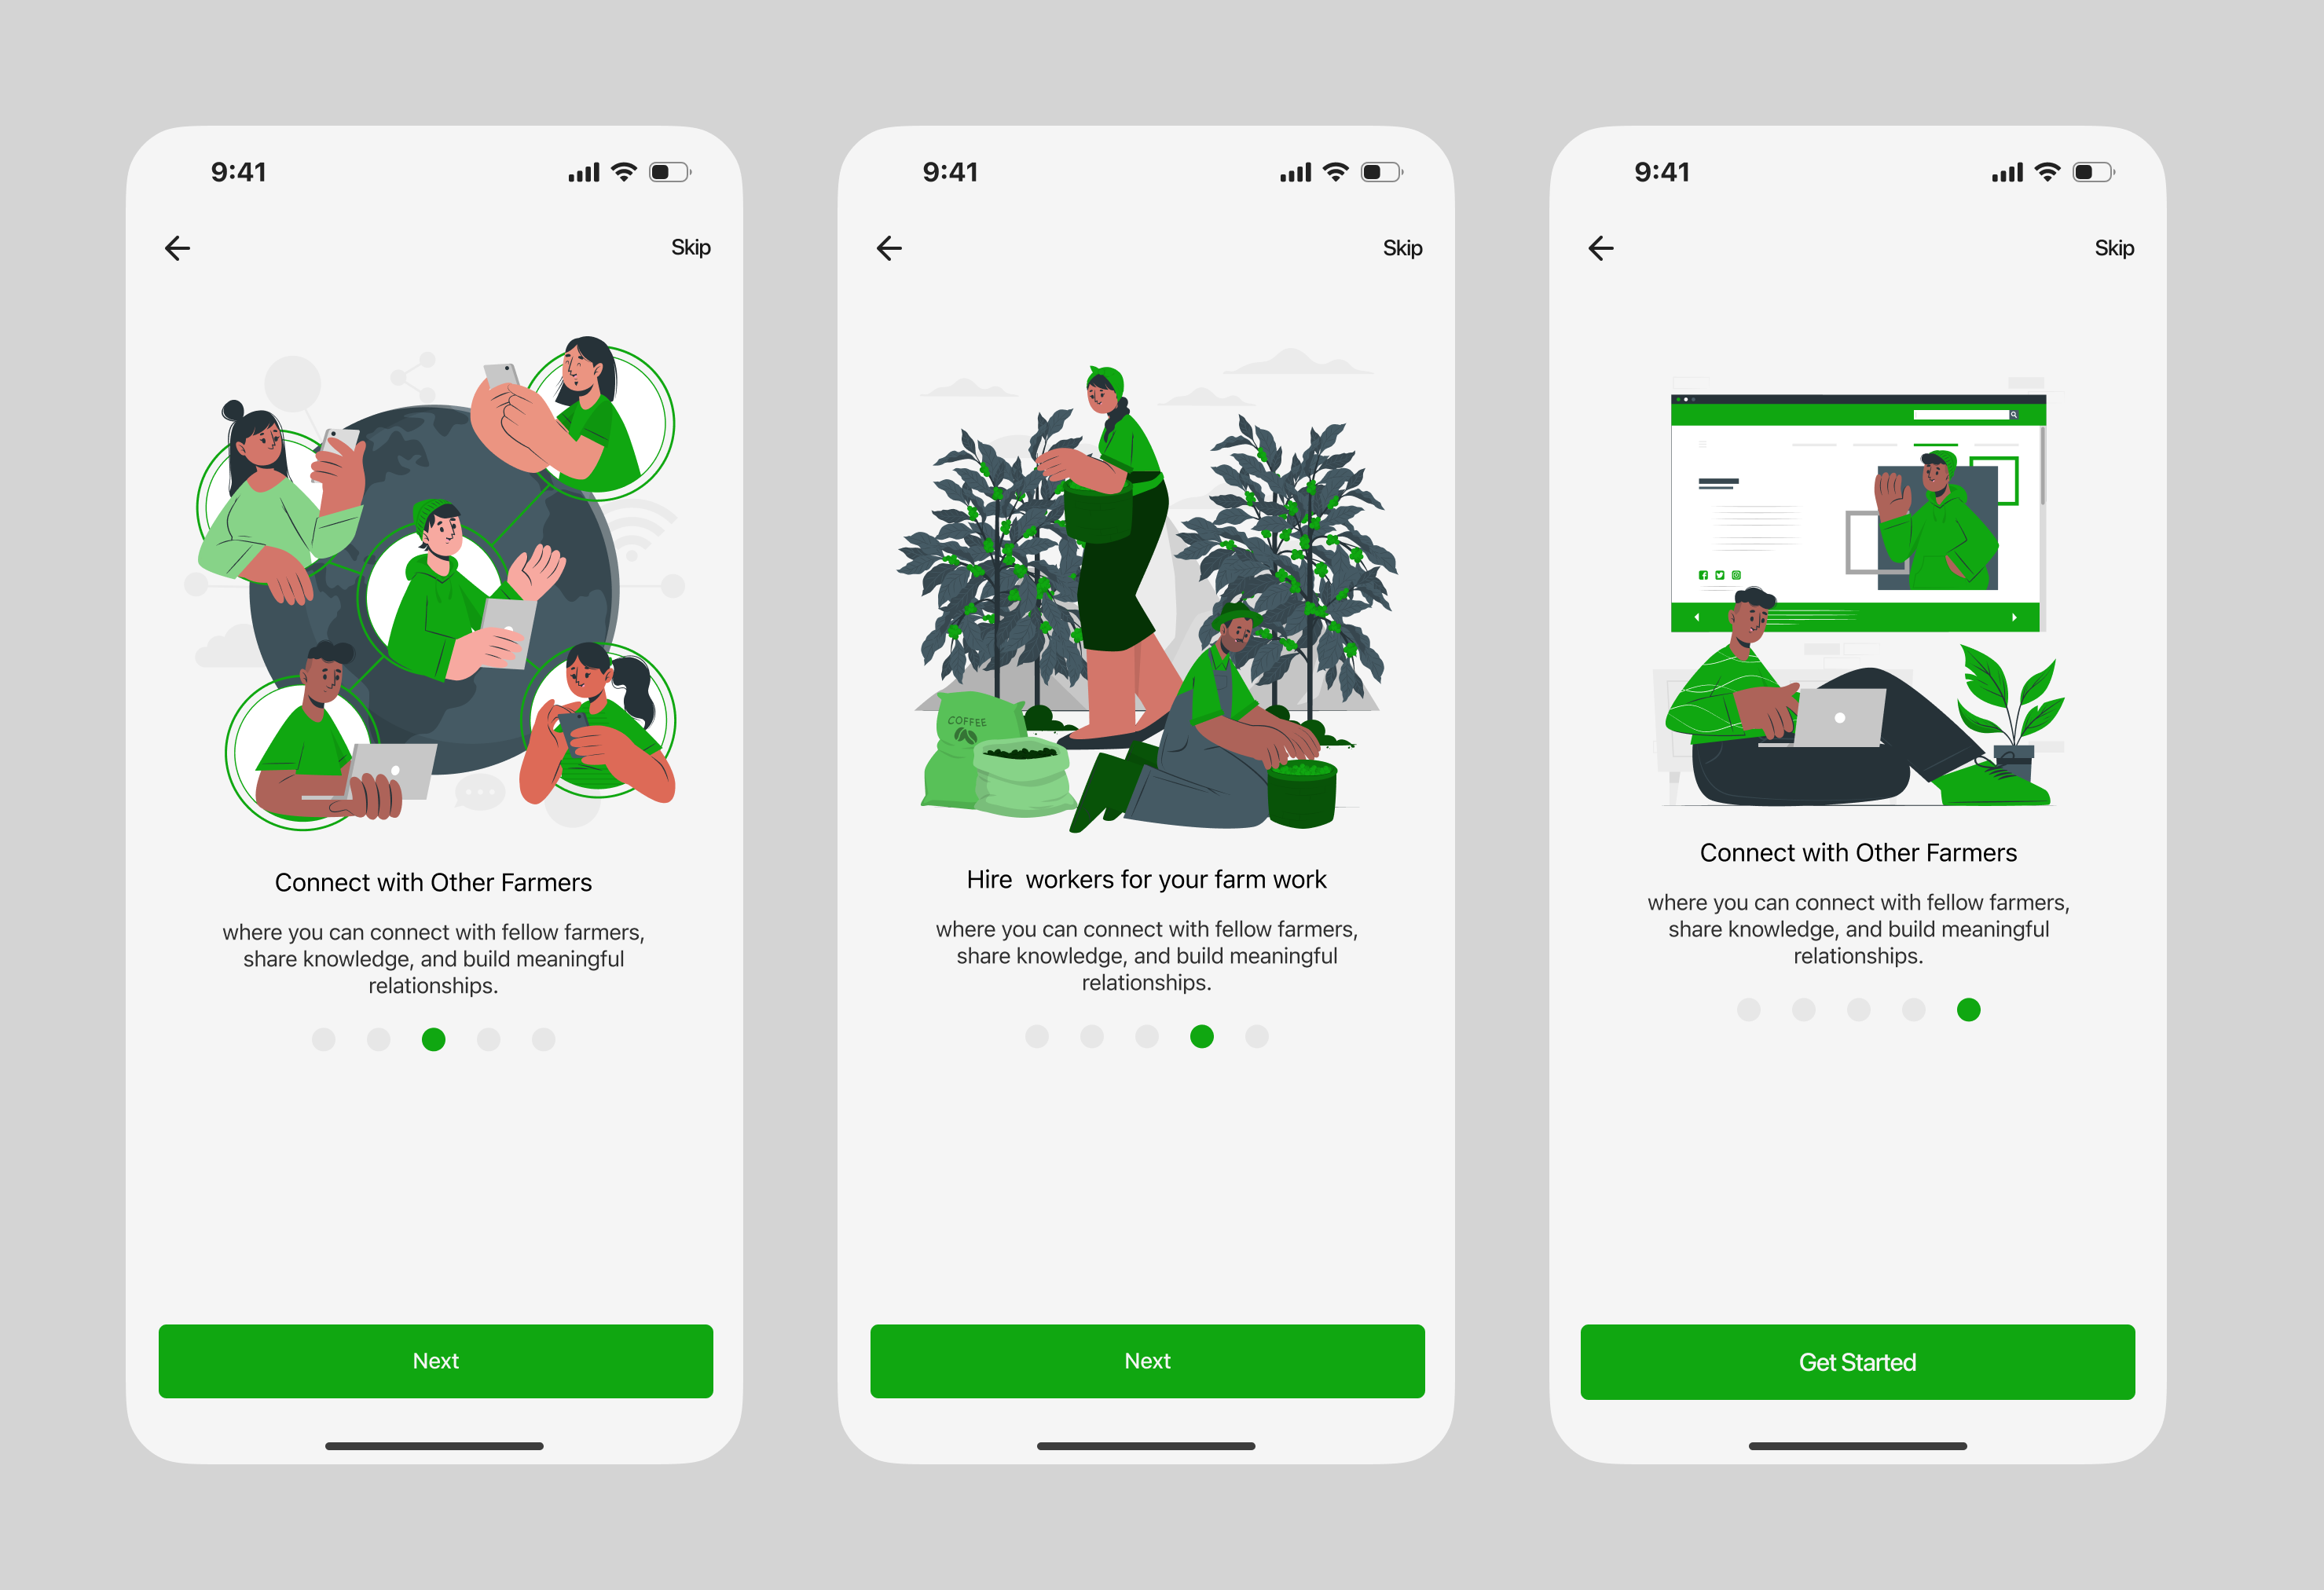 9:41
Skip
COFFEE
Connect with Other Farmers
where you can connect with fellow farmers,
share knowledge, and build meaningful
relationships.
Next
9:41
Skip
COFFEE
Hire  workers for your farm work
where you can connect with fellow farmers,
share knowledge, and build meaningful
relationships.
Next
9:41
Skip
Connect with Other Farmers
where you can connect with fellow farmers,
share knowledge, and build meaningful
relationships.
Get Started